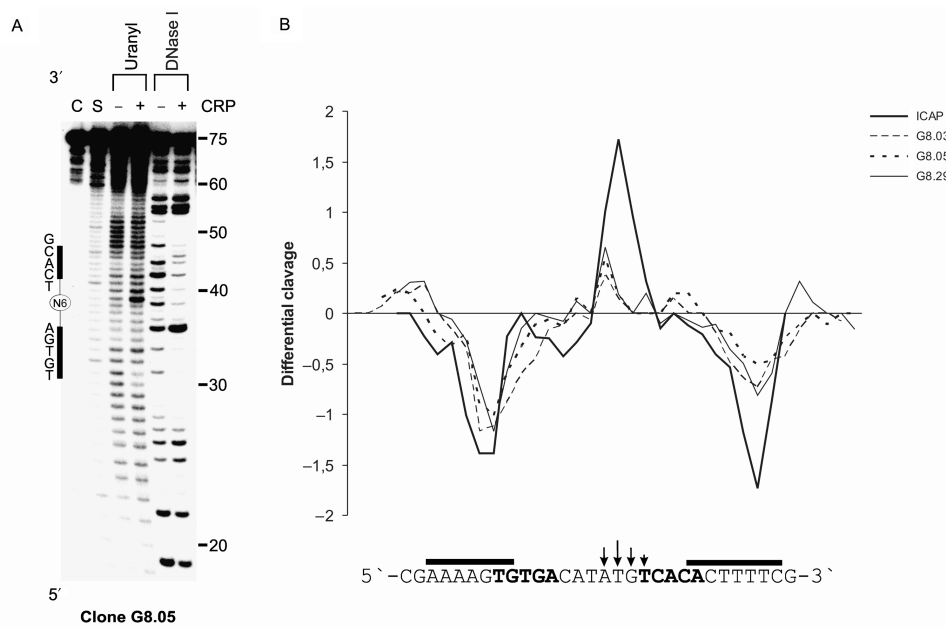 A
Uranyl
DNase I
3′
C S – + – + CRP
75
60
50
40
30
20
G
C
A
C
T
N6
A
G
T
G
T
5′
Clone G8.05
B
Differential clavage
2
1,5
1
0,5
0
−0,5
−1
−1,5
−2
ICAP
G8.03
G8.05
G8.29
5`-CGAAAAGTGTGACATATGTCACACTTTTCG-3`